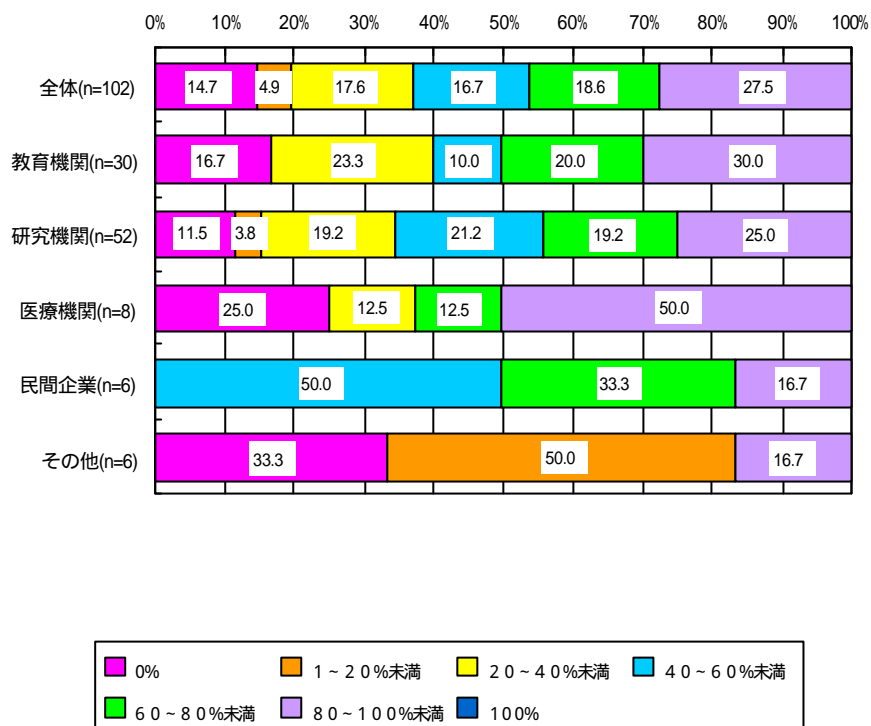 0% 10% 20% 30% 40% 50% 60% 70% 80% 90% 100%
全体(n=102) 14.7 4.9 17.6 16.7 18.6 27.5
教育機関(n=30) 16.7 23.3 10.0 20.0 30.0
研究機関(n=52) 11.5 3.8 19.2 21.2 19.2 25.0
医療機関(n=8) 25.0 12.5 12.5 50.0
民間企業(n=6) 50.0 33.3 16.7
その他(n=6) 33.3 50.0 16.7
0% 1~20%未満 20~40%未満 40~60%未満
60~80%未満 80~100%未満 100%